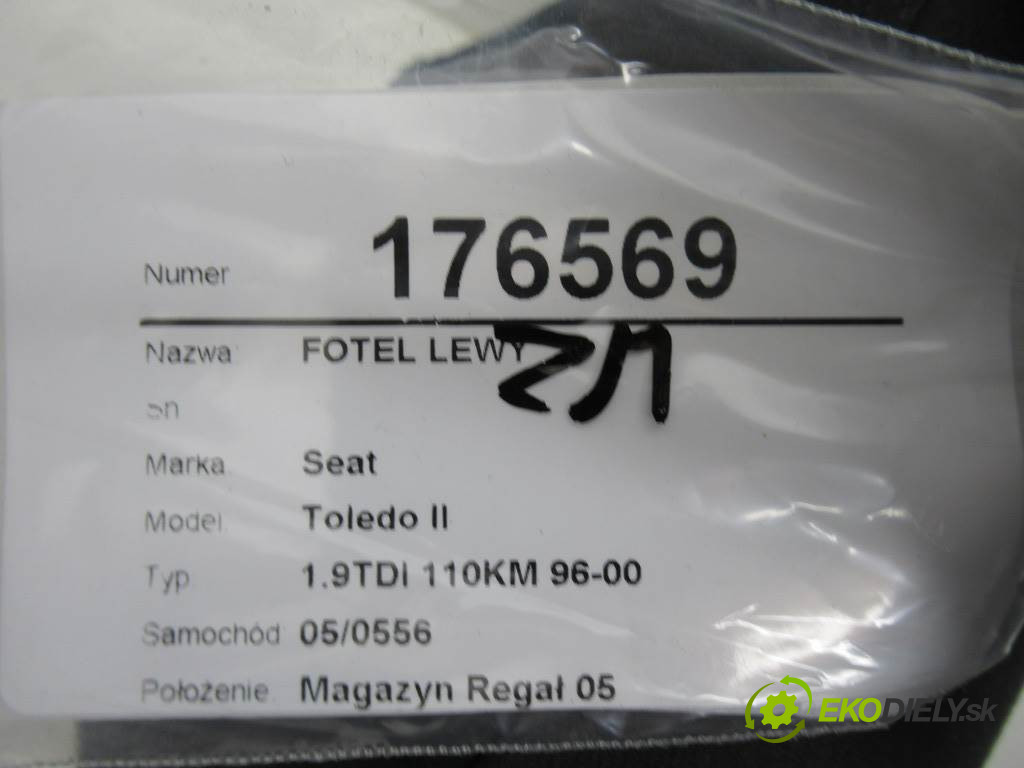 Numer 176569
Nazwa: FOTEL LEWY
sn
Marka: Seat
Model: Toledo II
Typ 1.9TDI 110KM 96-00
Samochód 05/0556
Położenie Magazyn Regał 05
EKODIELY.sk